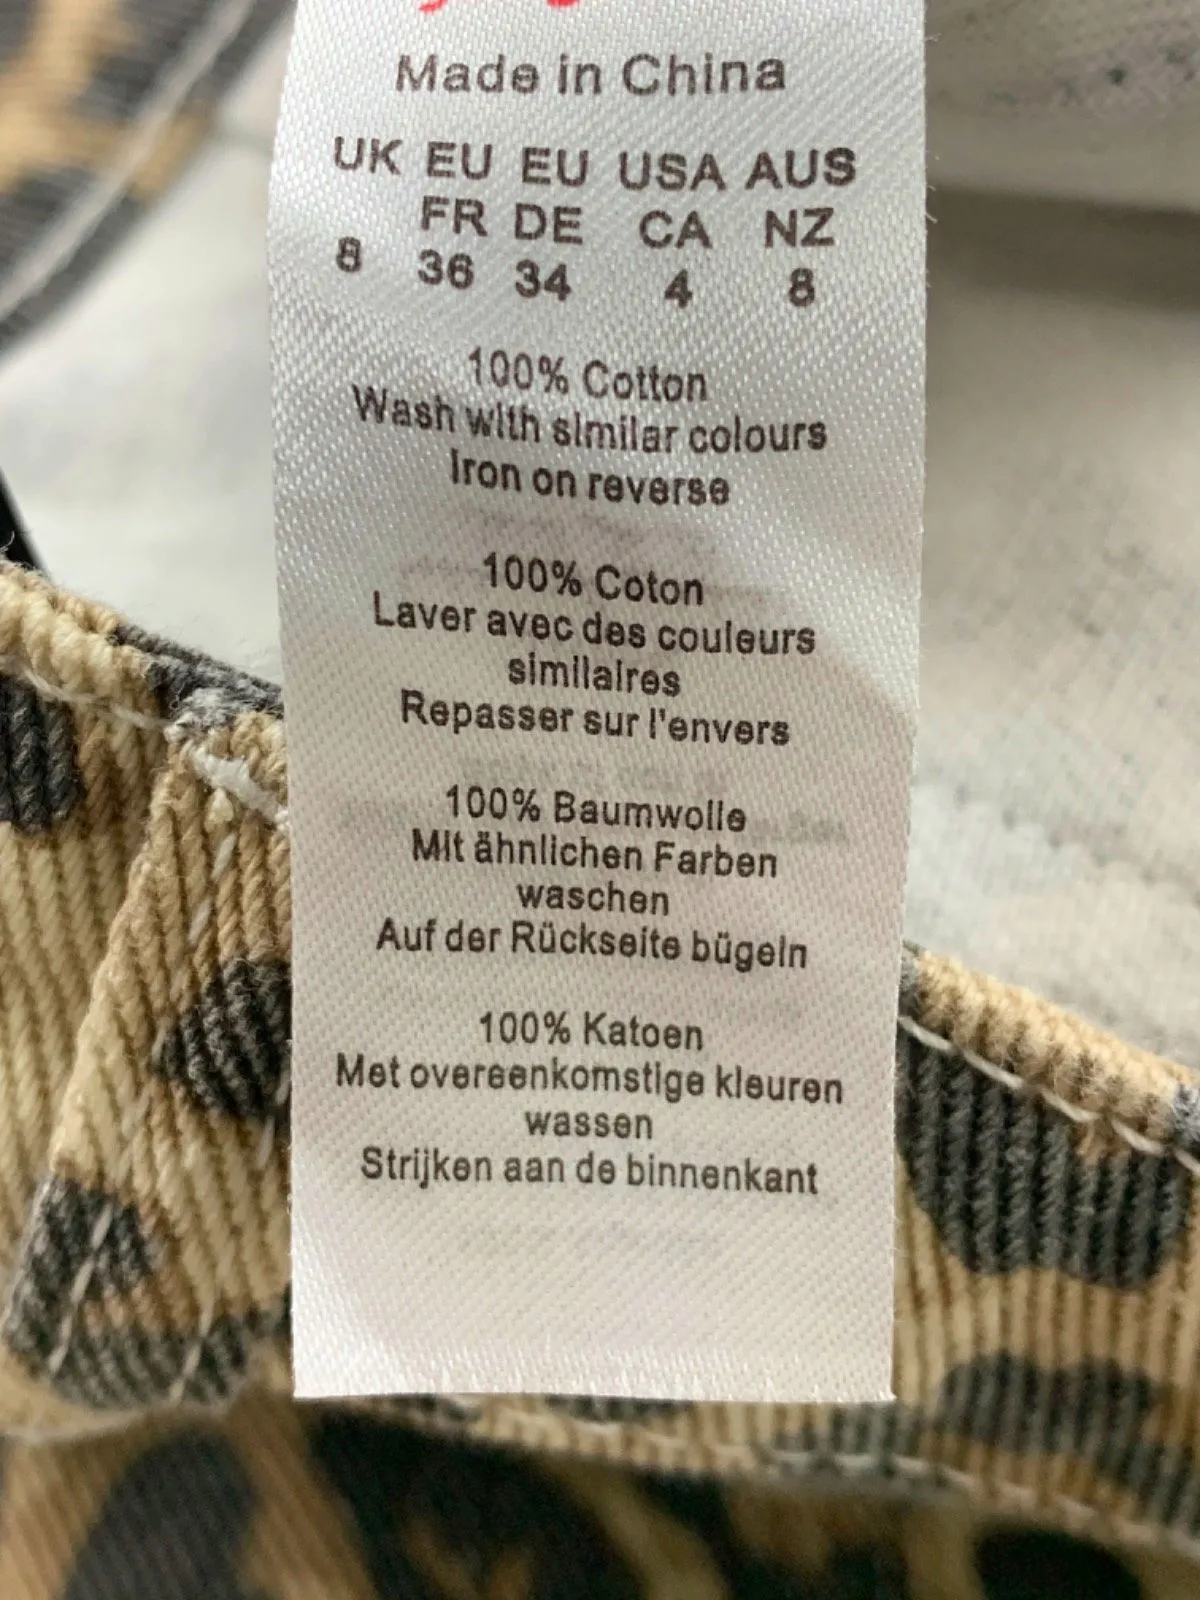 Made in China
UK EU EU USA AUS
FR DE CA NZ
8 36 34 4 8
100% Cotton
Wash with similar colours
Iron on reverse
100% Coton
Laver avec des couleurs
similaires
Repasser sur l'envers
100% Baumwolle
Mit ähnlichen Farben
waschen
Auf der Rückseite bügeln
100% Katoen
Met overeenkomstige kleuren
wassen
Strijken aan de binnenkant